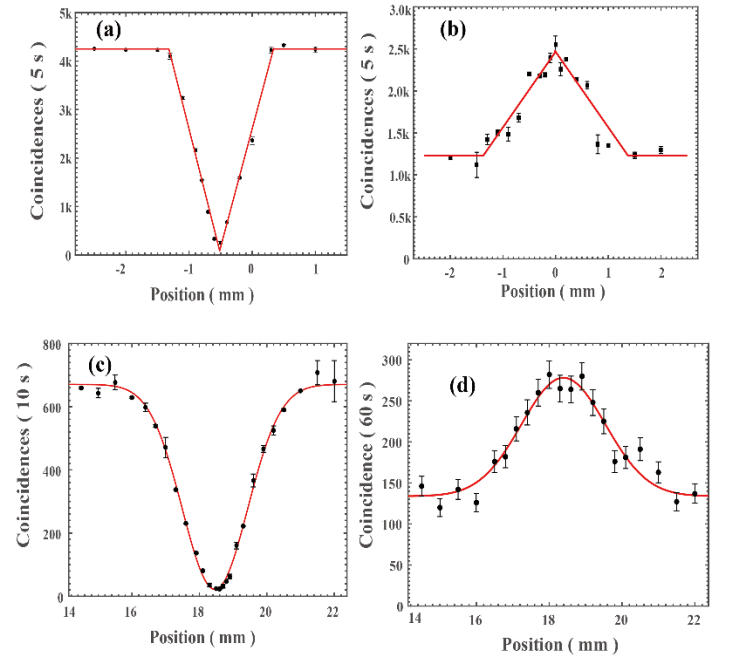 (a)
Coincidences ( 5 s )
5k
4k
3k
2k
1k
0
-2 -1 0 1
Position ( mm )
(b)
Coincidences ( 5 s )
3.0k
2.5k
2.0k
1.5k
1.0k
0.5k
0
-2 -1 0 1 2
Position ( mm )
(c)
Coincidences ( 10 s )
800
600
400
200
0
14 16 18 20 22
Position ( mm )
(d)
Coincidence ( 60 s )
300
250
200
150
100
50
0
14 16 18 20 22
Position ( mm )